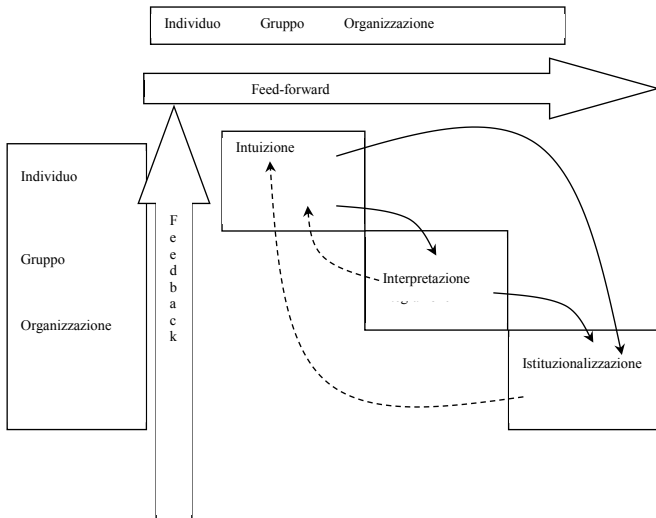 Individuo Gruppo Organizzazione
Feed-forward
Intuizione
Individuo
Feedback
Gruppo
Interpretazione
Organizzazione
Istituzionalizzazione